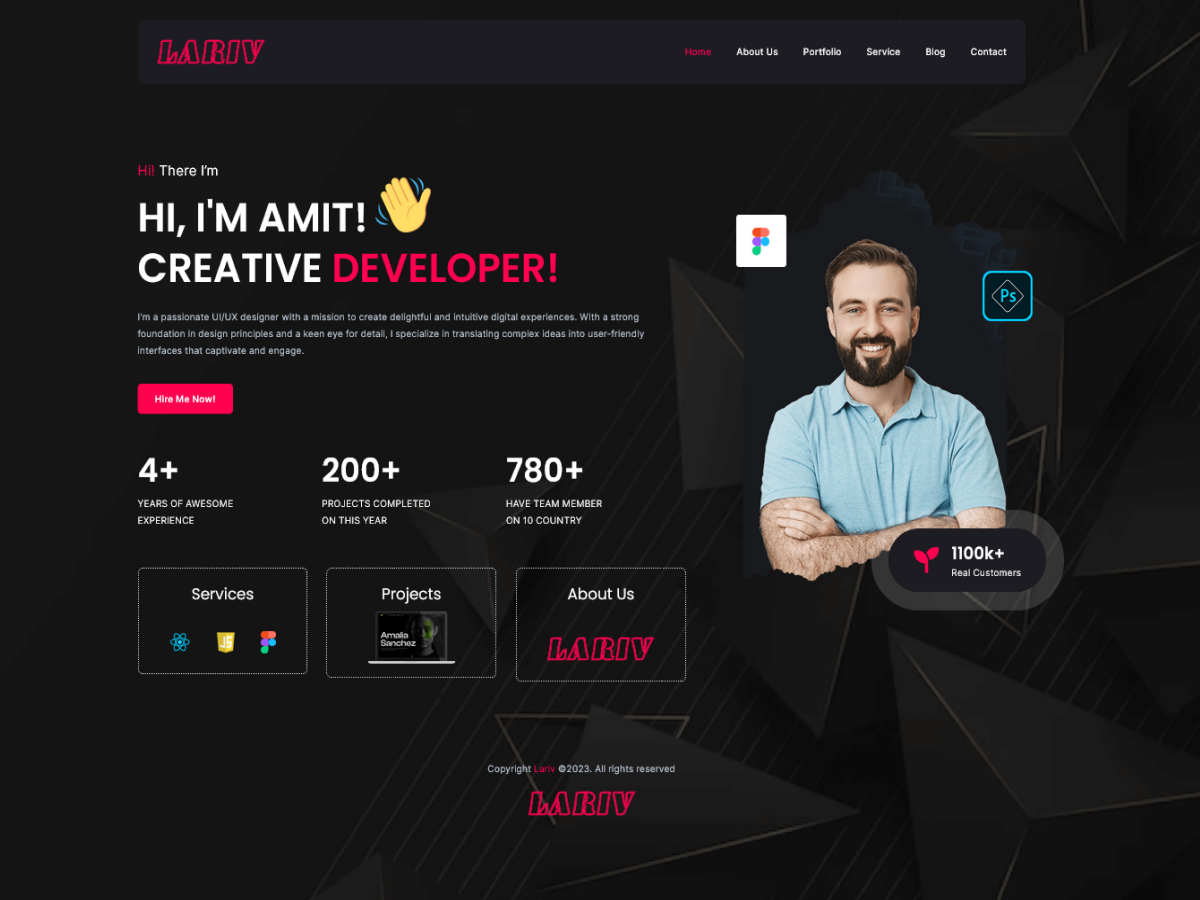 LARIV
Home About Us Portfolio Service Blog Contact
Hi! There I'm
HI, I'M AMIT!
CREATIVE DEVELOPER!
I'm a passionate UI/UX designer with a mission to create delightful and intuitive digital experiences. With a strong
foundation in design principles and a keen eye for detail, I specialize in translating complex ideas into user-friendly
interfaces that captivate and engage.
Hire Me Now!
4+
YEARS OF AWESOME
EXPERIENCE
200+
PROJECTS COMPLETED
ON THIS YEAR
780+
HAVE TEAM MEMBER
ON 10 COUNTRY
Ps
1100k+
Real Customers
Services
JS
Projects
Amalia
Sanchez
About Us
LARIV
Copyright Lariv ©2023. All rights reserved
LARIV